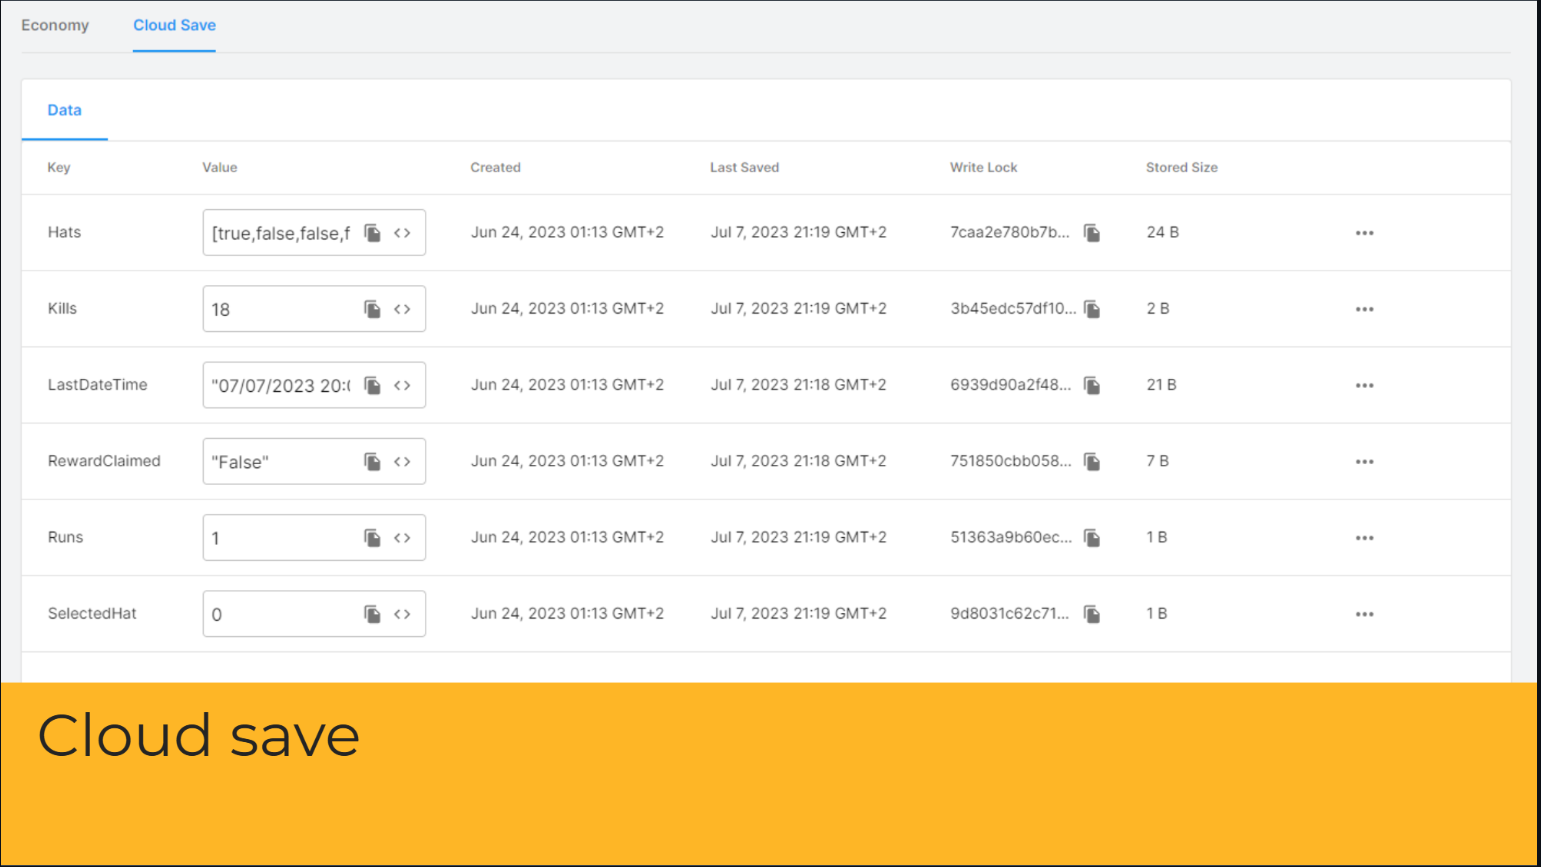 Economy Cloud Save
Data
Key Value Created Last Saved Write Lock Stored Size
Hats [true,false,false,f <> Jun 24, 2023 01:13 GMT+2 Jul 7, 2023 21:19 GMT+2 7caa2e780b7b... 24 B ...
Kills 18 <> Jun 24, 2023 01:13 GMT+2 Jul 7, 2023 21:19 GMT+2 3b45edc57df10... 2 B ...
LastDateTime "07/07/2023 20:( <> Jun 24, 2023 01:13 GMT+2 Jul 7, 2023 21:18 GMT+2 6939d90a2f48... 21 B ...
RewardClaimed "False" <> Jun 24, 2023 01:13 GMT+2 Jul 7, 2023 21:18 GMT+2 751850cbb058... 7 B ...
Runs 1 <> Jun 24, 2023 01:13 GMT+2 Jul 7, 2023 21:19 GMT+2 51363a9b60ec... 1 B ...
SelectedHat 0 <> Jun 24, 2023 01:13 GMT+2 Jul 7, 2023 21:19 GMT+2 9d8031c62c71... 1 B ...
Cloud save